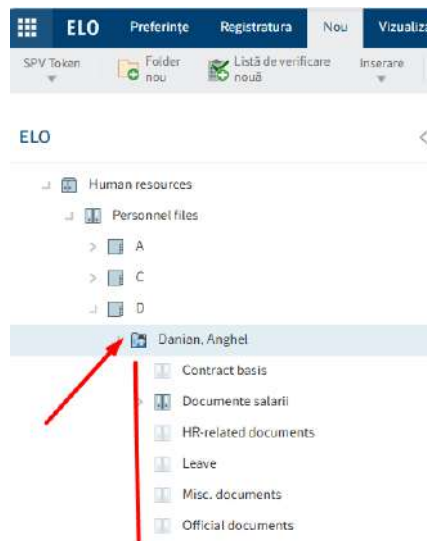 ELO Preferințe Registratura Nou Vizualiza
SPV Token Folder nou Listă de verificare nouă Inserare
ELO
Human resources
Personnel files
A
C
D
Danian, Anghel
Contract basis
Documente salarii
HR-related documents
Leave
Misc. documents
Official documents